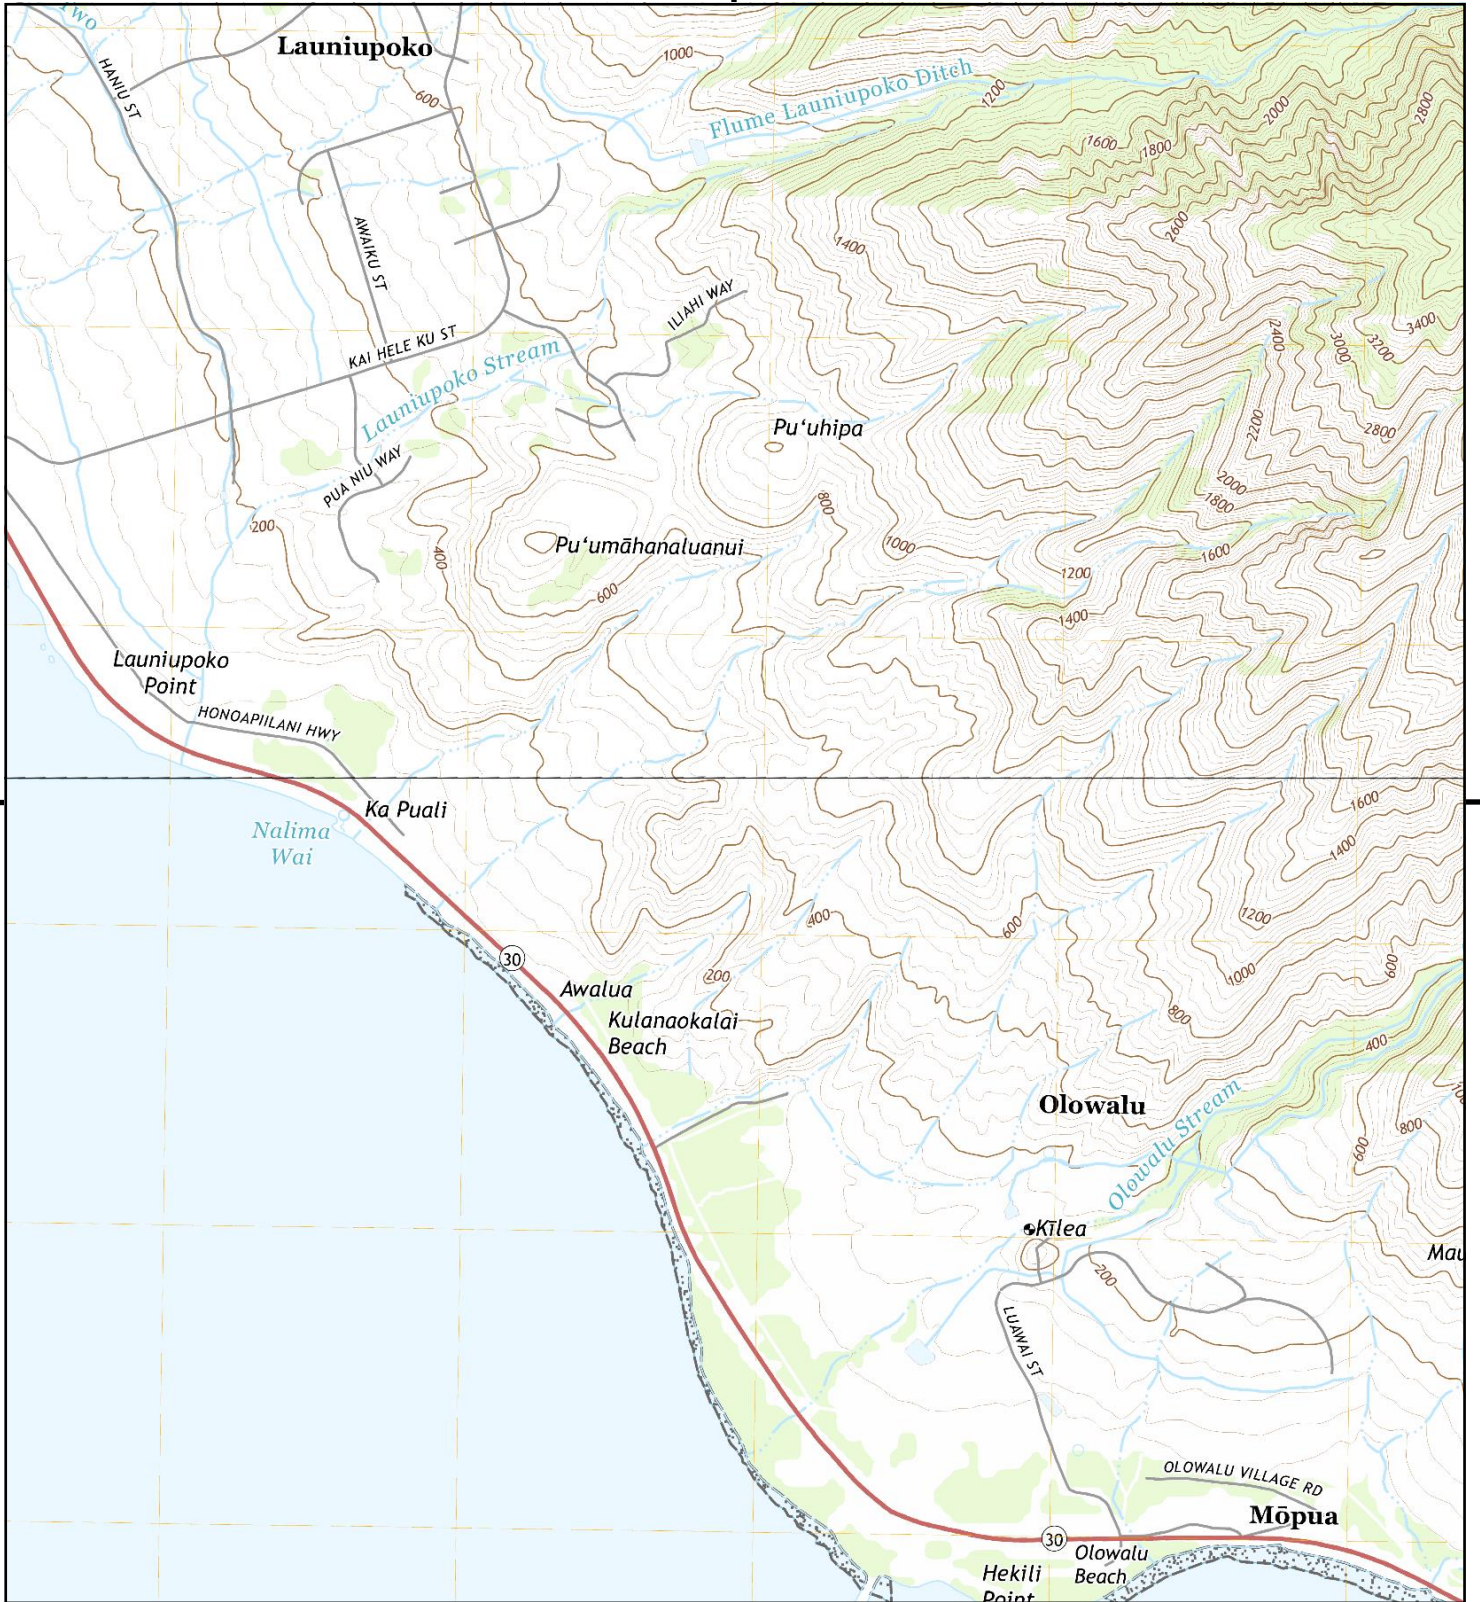 Two
Launiupoko
HANIU ST
1000
Flume Launiupoko Ditch
1200
2000
2800
600
1600
1800
2600
AWAIKU ST
1400
ILIAHI WAY
KAI HELE KU ST
Launiupoko Stream
2400
3000
3200
3400
Puʻuhipa
2200
2800
PUA NIU WAY
2000
1800
800
200
400
Puʻumāhanaluanui
1000
1600
600
1200
1400
Launiupoko
Point
HONOAPIILANI HWY
Ka Puali
1600
Nalima
Wai
1400
400
600
1200
30
200
1000
600
Awalua
Kulanaokalai
Beach
800
400
Olowalu
Olowalu Stream
800
600
Kīlea
Mau
200
LUAWAI ST
OLOWALU VILLAGE RD
Mōpua
30
Olowalu
Beach
Hekili
Point